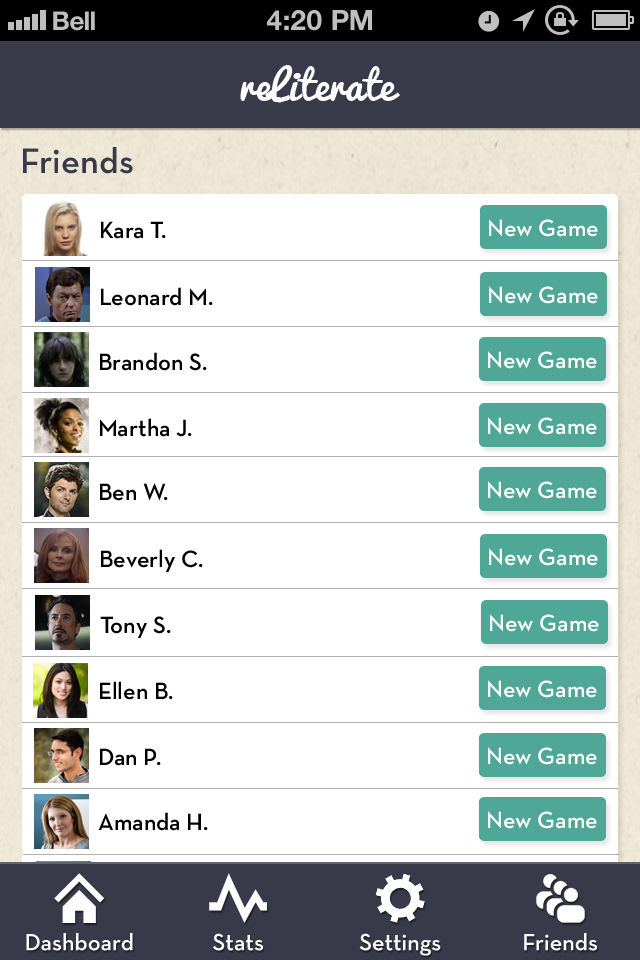 Bell 4:20 PM
reLiterate
Friends
Kara T. New Game
Leonard M. New Game
Brandon S. New Game
Martha J. New Game
Ben W. New Game
Beverly C. New Game
Tony S. New Game
Ellen B. New Game
Dan P. New Game
Amanda H. New Game
Dashboard Stats Settings Friends